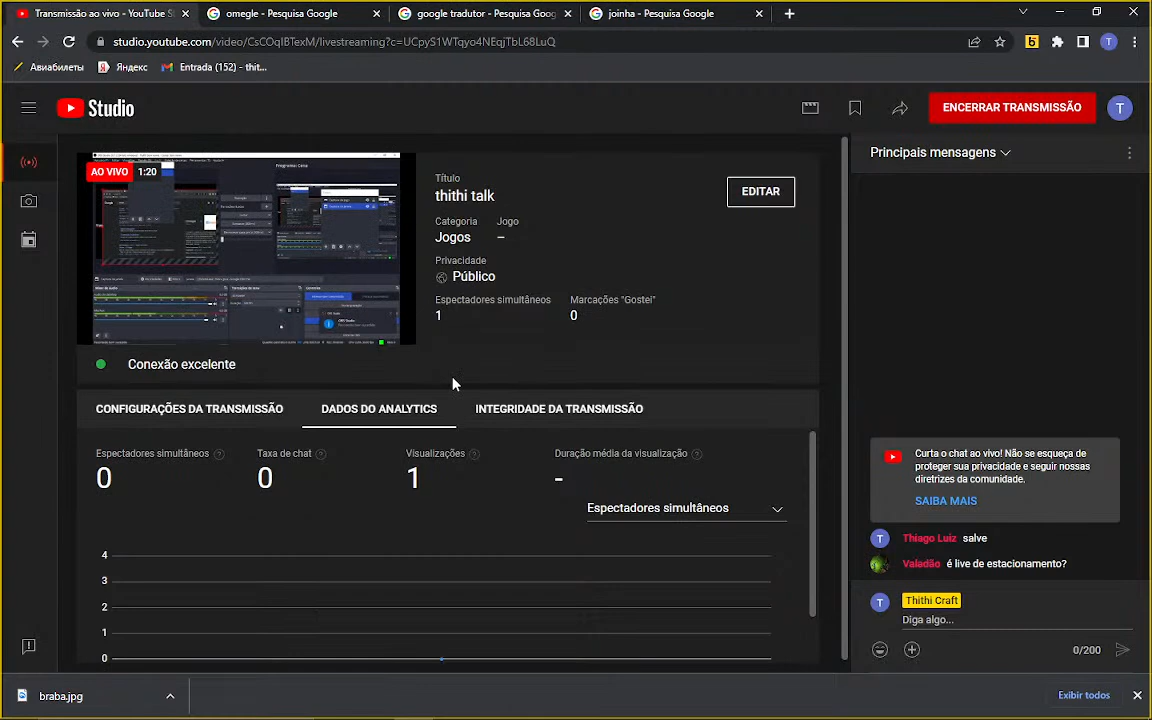 Transmissão ao vivo - YouTube S
omegle - Pesquisa Google
google tradutor - Pesquisa Goo
joinha - Pesquisa Google
studio.youtube.com/video/CsCOqIBTexM/livestreaming?c=UCpyS1WTqyo4NEqjTbL68LuQ
Авиабилеты
Яндекс
Entrada (152) - thit...
Studio
ENCERRAR TRANSMISSÃO
T
AO VIVO 1:20
Título
thithi talk
EDITAR
Categoria Jogo
Jogos –
Privacidade
Público
Espectadores simultâneos Marcações "Gostei"
1 0
Conexão excelente
CONFIGURAÇÕES DA TRANSMISSÃO
DADOS DO ANALYTICS
INTEGRIDADE DA TRANSMISSÃO
Espectadores simultâneos Taxa de chat Visualizações Duração média da visualização
0 0 1 -
Espectadores simultâneos
4
3
2
1
0
Principais mensagens
Curta o chat ao vivo! Não se esqueça de
proteger sua privacidade e seguir nossas
diretrizes da comunidade.
SAIBA MAIS
T Thiago Luiz salve
Valadão é live de estacionamento?
T Thithi Craft
Diga algo...
0/200
braba.jpg
Exibir todos